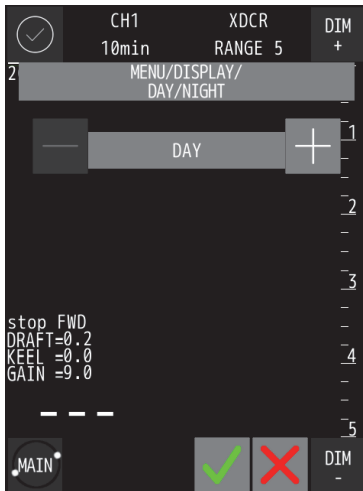 CH1 XDCR DIM
10min RANGE 5 +
2
MENU/DISPLAY/
DAY/NIGHT
1
— DAY +
2
3
stop FWD
DRAFT=0.2
KEEL =0.0
4
GAIN =9.0
– – –
5
MAIN DIM
-